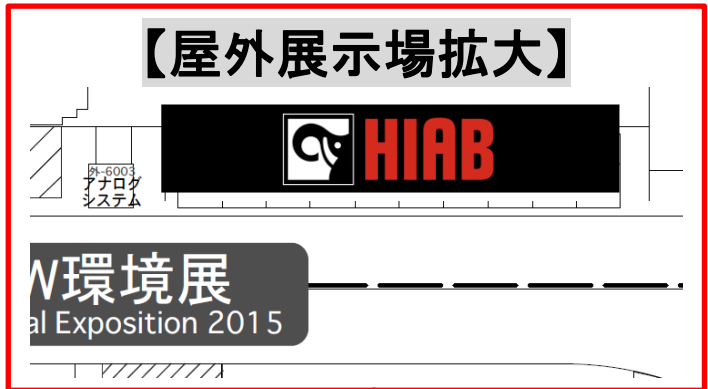 【屋外展示場拡大】
HIAB
外-6003
アナログ
システム
W環境展
al Exposition 2015